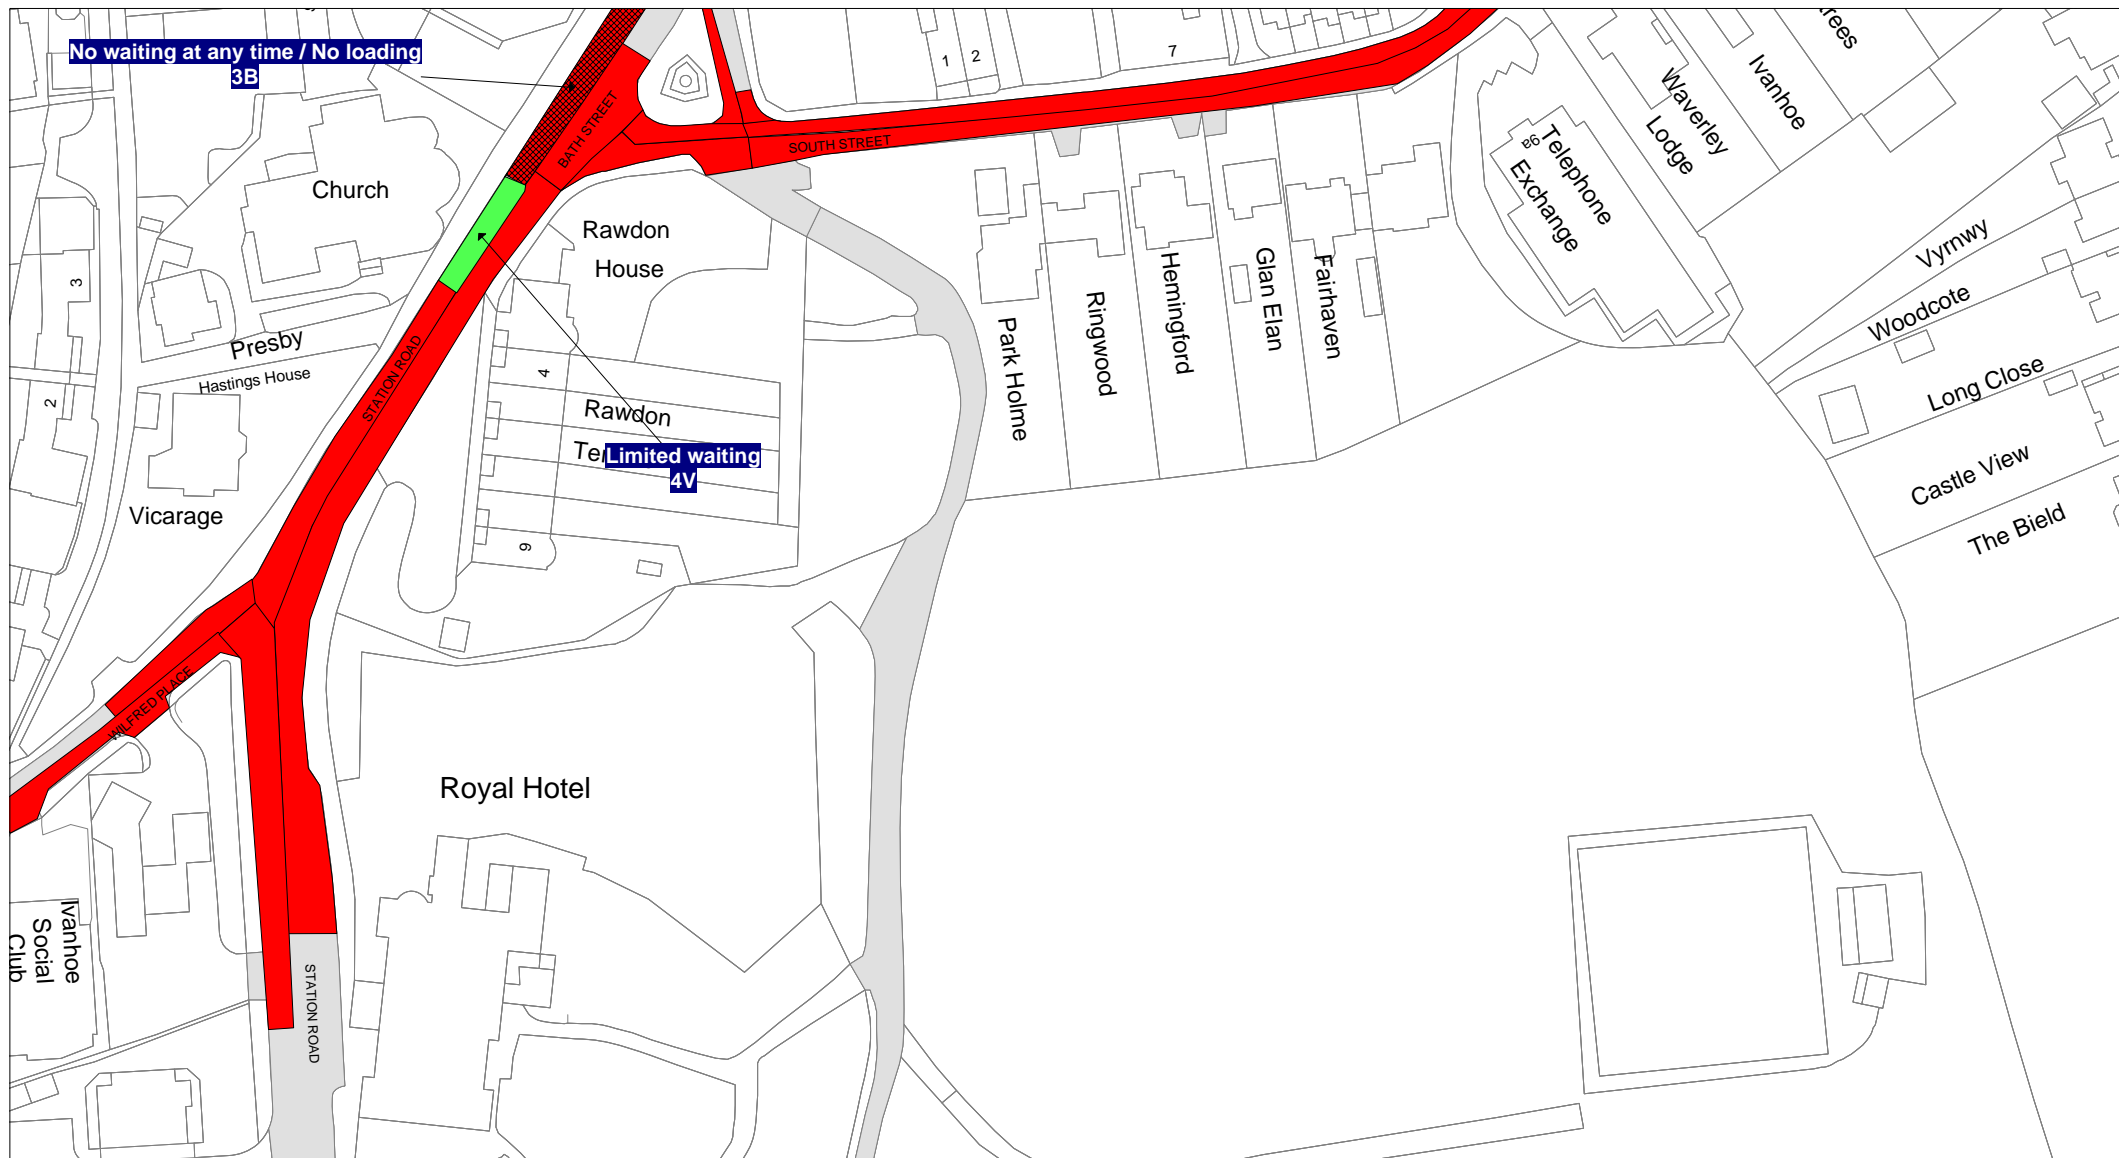 No waiting at any time / No loading
3B
BATH STREET
SOUTH STREET
1
2
7
Church
Rawdon
House
3
2
Presby
Hastings House
STATION ROAD
4
Rawdon
Limited waiting
4V
9
Vicarage
WILFRED PLACE
Royal Hotel
Ivanhoe
Social
Club
STATION ROAD
Park Holme
Ringwood
Hemingford
Glan Elan
Fairhaven
Telephone
Exchange
9a
Waverley
Lodge
Ivanhoe
Vyrnwy
Woodcote
Long Close
Castle View
The Bield